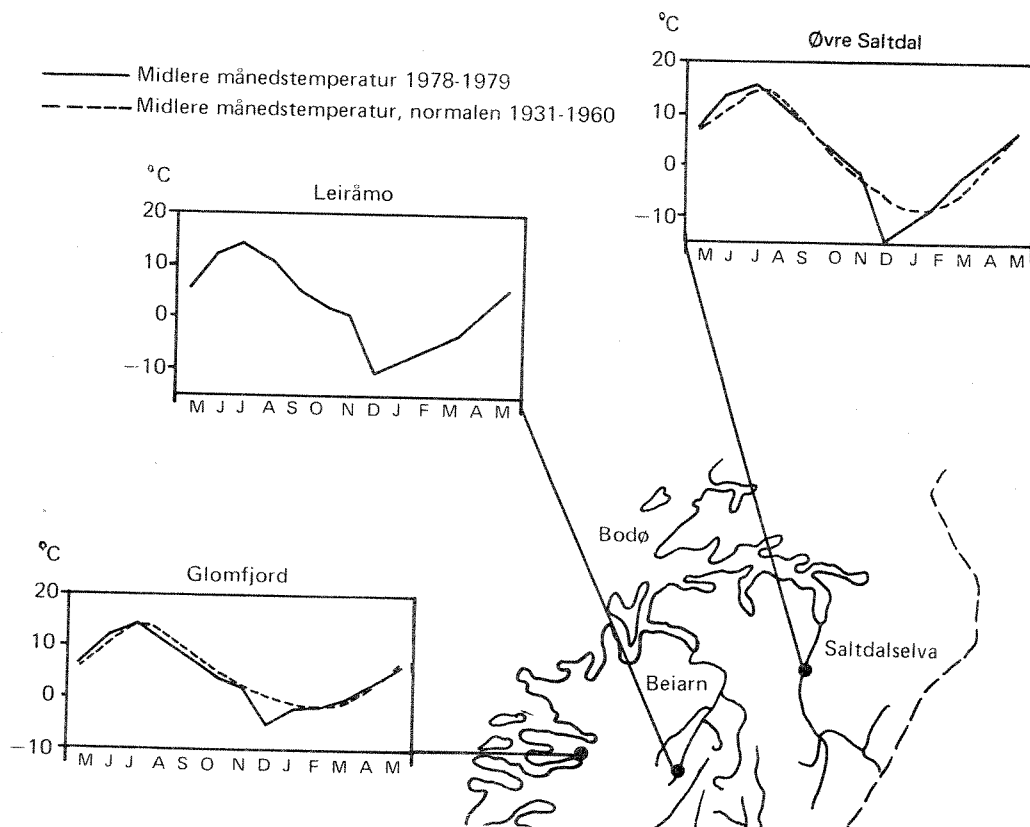 °C
Øvre Saltdal
Midlere månedstemperatur 1978-1979
Midlere månedstemperatur, normalen 1931-1960
20
10
0
−10
M J J A S O N D J F M A M
°C
Leiråmo
20
10
0
−10
M J J A S O N D J F M A M
Bodø
°C
Glomfjord
20
10
0
−10
M J J A S O N D J F M A M
Saltdalselva
Beiarn